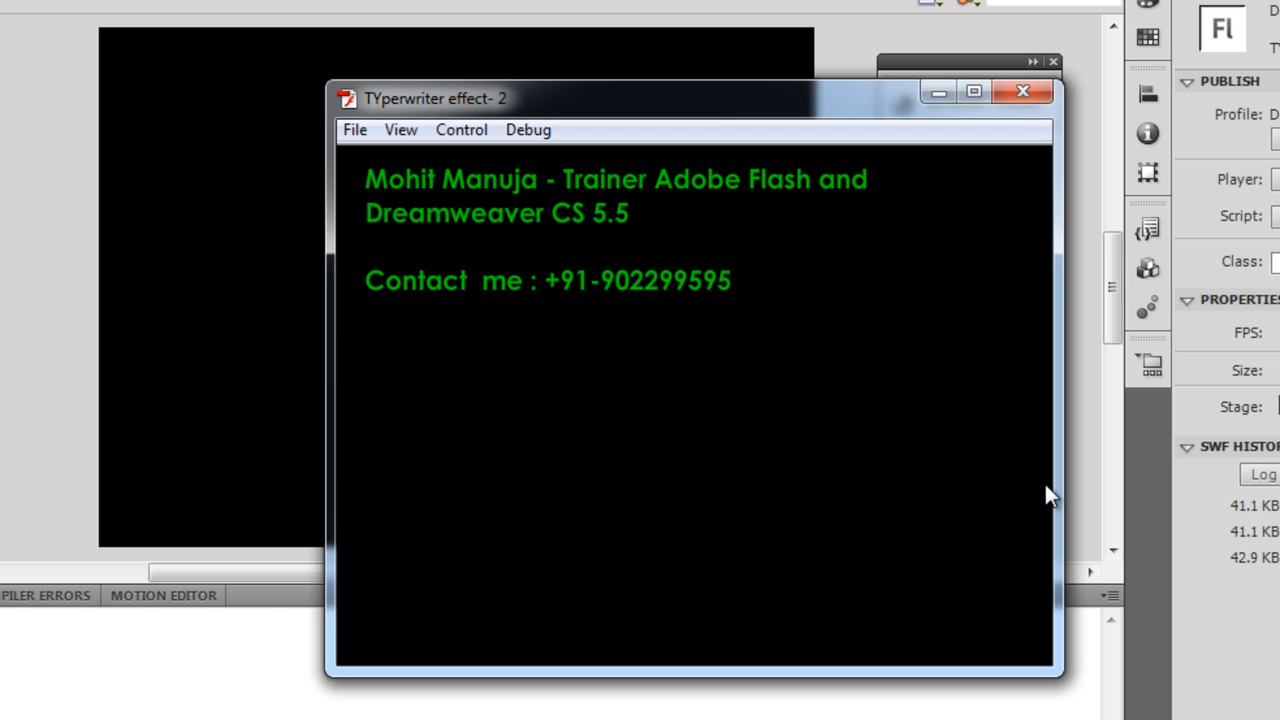 Fl
D
TY
TYperwriter effect- 2
File View Control Debug
Mohit Manuja - Trainer Adobe Flash and
Dreamweaver CS 5.5
Contact me : +91-902299595
PUBLISH
Profile: D
Player:
Script:
Class:
PROPERTIES
FPS:
Size:
Stage:
SWF HISTO
Log
41.1 KB
41.1 KB
42.9 KB
PILER ERRORS
MOTION EDITOR